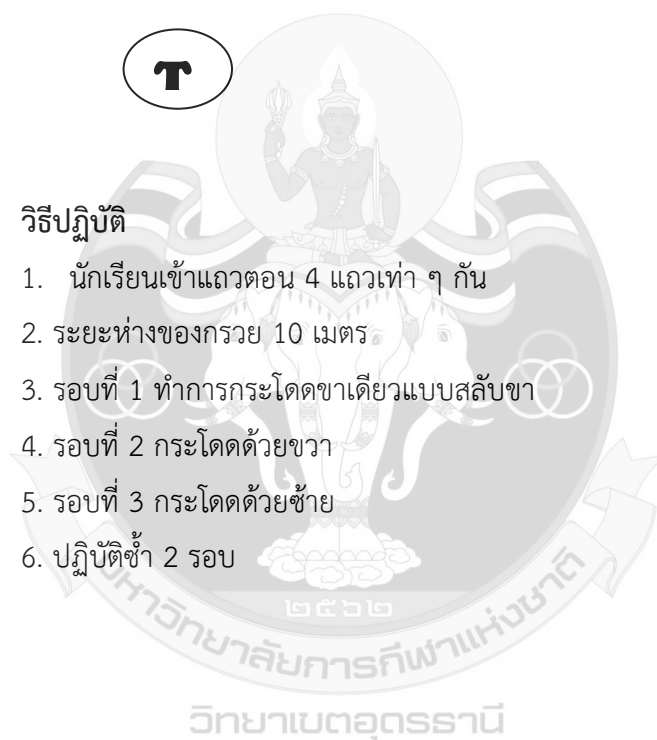 T
วิธีปฏิบัติ
1. นักเรียนเข้าแถวตอน 4 แถวเท่า ๆ กัน
2. ระยะห่างของกรวย 10 เมตร
3. รอบที่ 1 ทำการกระโดดขาเดียวแบบสลับขา
4. รอบที่ 2 กระโดดด้วยขวา
5. รอบที่ 3 กระโดดด้วยซ้าย
6. ปฏิบัติซ้ำ 2 รอบ
๒๕๖๒
มหาวิทยาลัยการกีฬาแห่งชาติ
วิทยาเขตอุดรธานี